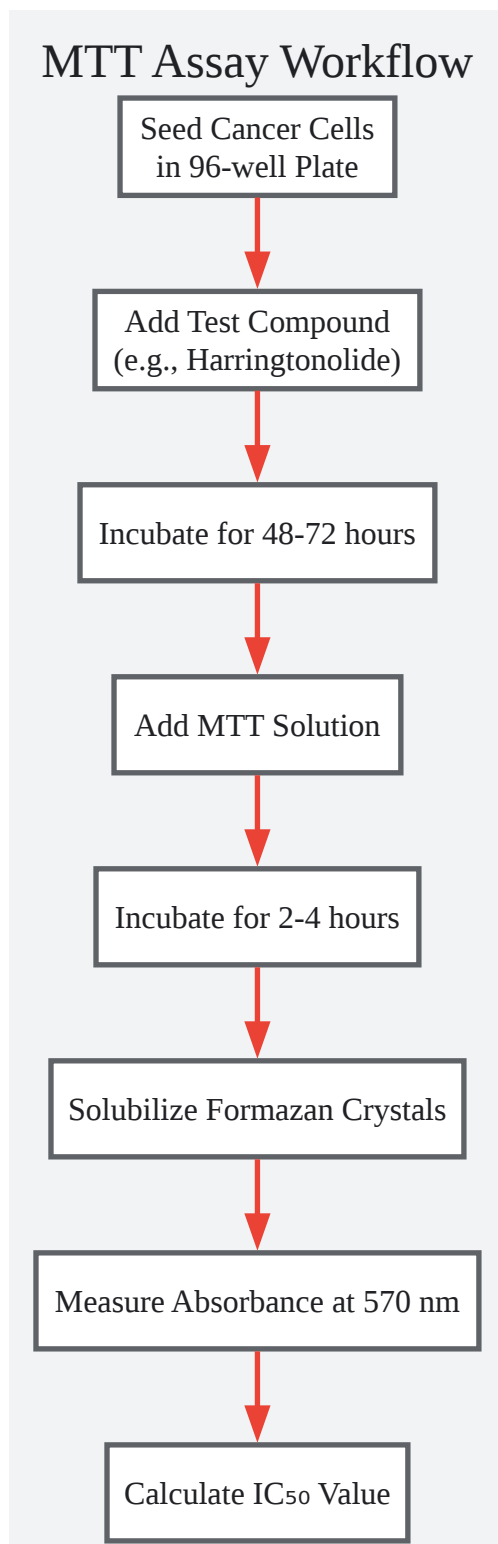 MTT Assay Workflow
Seed Cancer Cells
in 96-well Plate
Add Test Compound
(e.g., Harringtonolide)
Incubate for 48-72 hours
Add MTT Solution
Incubate for 2-4 hours
Solubilize Formazan Crystals
Measure Absorbance at 570 nm
Calculate IC₅₀ Value